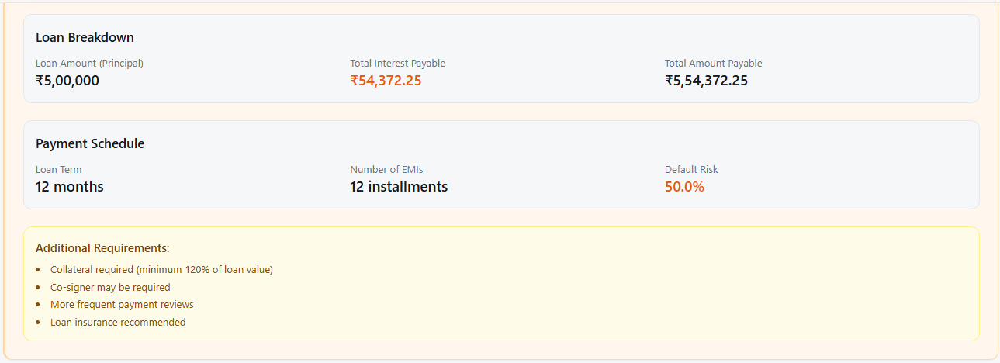 Loan Breakdown
Loan Amount (Principal) Total Interest Payable Total Amount Payable
₹5,00,000 ₹54,372.25 ₹5,54,372.25
Payment Schedule
Loan Term Number of EMIs Default Risk
12 months 12 installments 50.0%
Additional Requirements:
• Collateral required (minimum 120% of loan value)
• Co-signer may be required
• More frequent payment reviews
• Loan insurance recommended